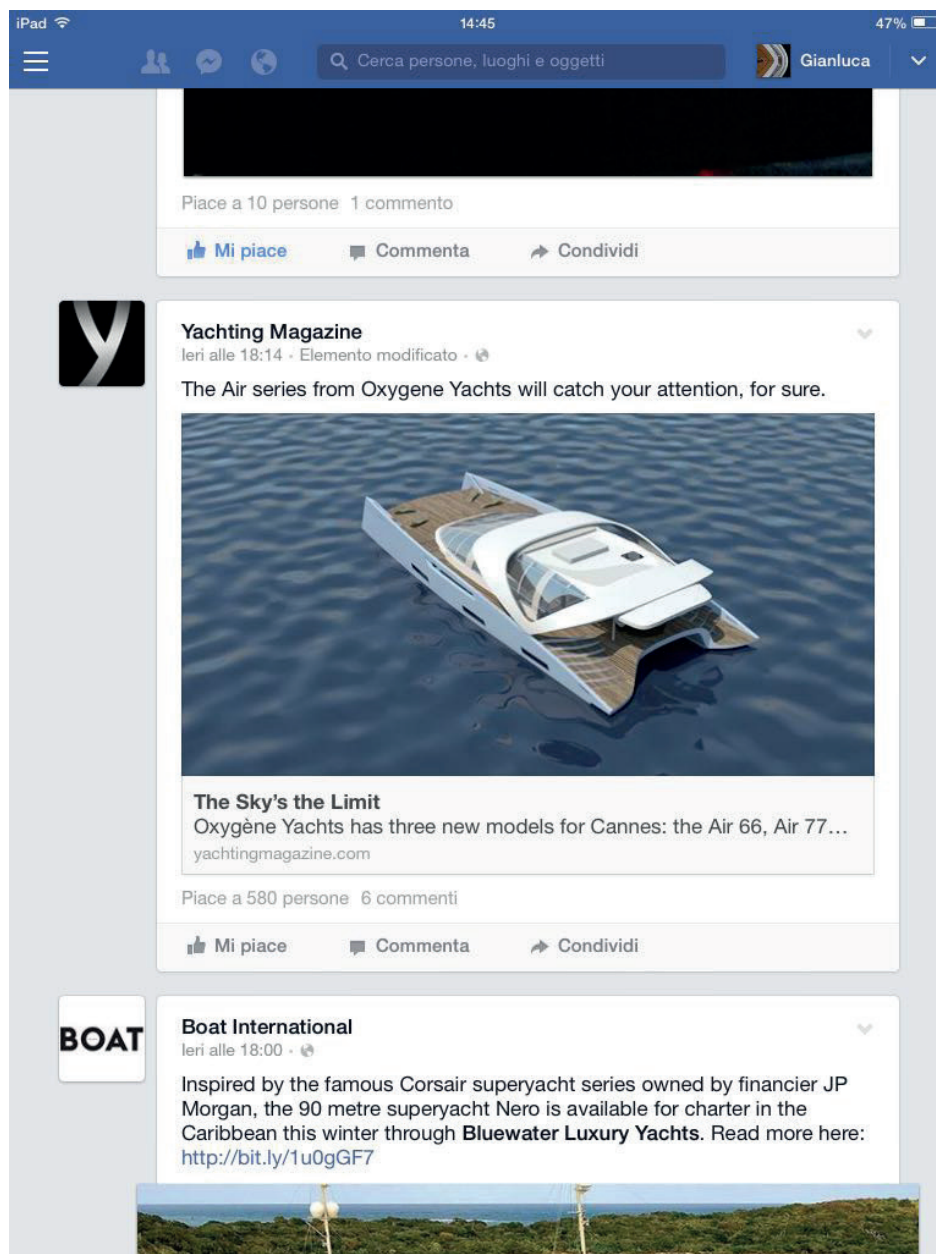 iPad 14:45 47%
Cerca persone, luoghi e oggetti Gianluca
Piace a 10 persone 1 commento
Mi piace Commenta Condividi
Y
Yachting Magazine
Ieri alle 18:14 · Elemento modificato ·
The Air series from Oxygene Yachts will catch your attention, for sure.
The Sky's the Limit
Oxygène Yachts has three new models for Cannes: the Air 66, Air 77...
yachtingmagazine.com
Piace a 580 persone 6 commenti
Mi piace Commenta Condividi
BOAT
Boat International
Ieri alle 18:00 ·
Inspired by the famous Corsair superyacht series owned by financier JP
Morgan, the 90 metre superyacht Nero is available for charter in the
Caribbean this winter through Bluewater Luxury Yachts. Read more here:
http://bit.ly/1u0gGF7